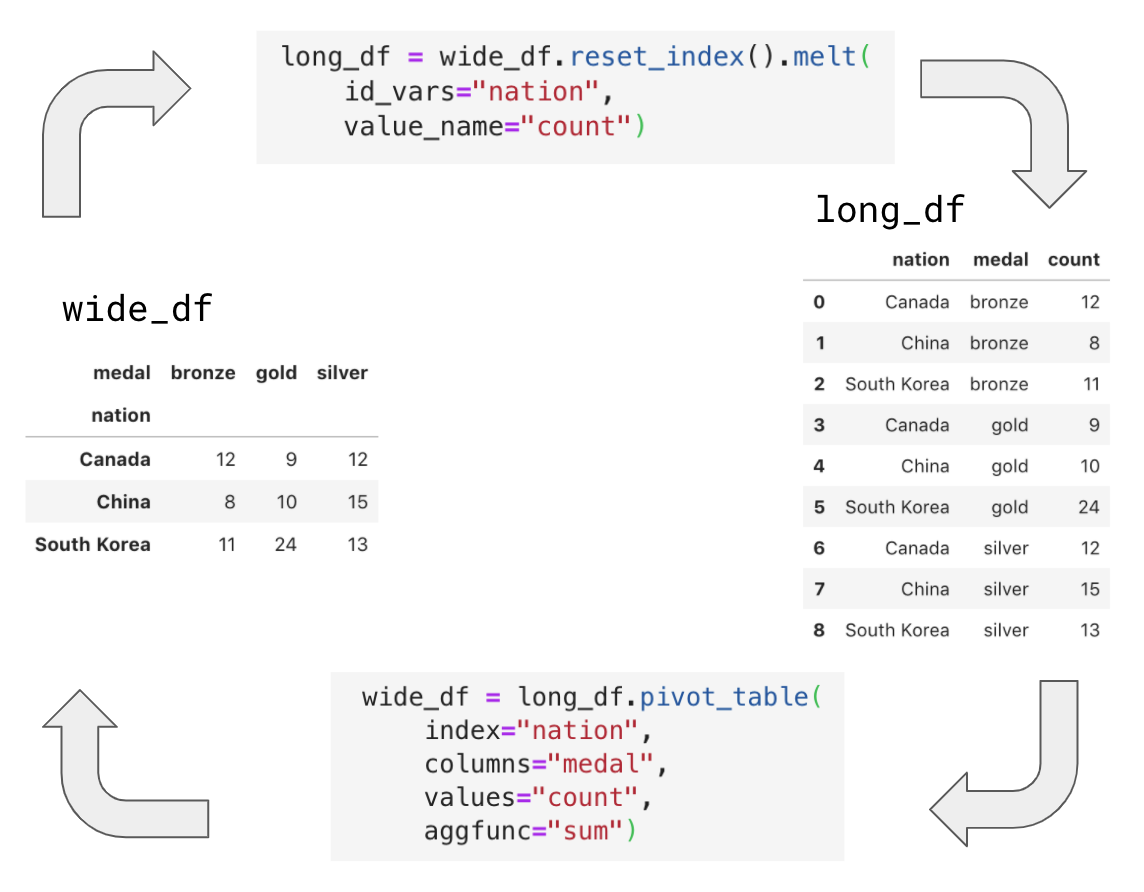 long_df = wide_df.reset_index().melt(
    id_vars="nation",
    value_name="count")
long_df
nation medal count
0 Canada bronze 12
1 China bronze 8
2 South Korea bronze 11
3 Canada gold 9
4 China gold 10
5 South Korea gold 24
6 Canada silver 12
7 China silver 15
8 South Korea silver 13
wide_df
medal bronze gold silver
nation
Canada 12 9 12
China 8 10 15
South Korea 11 24 13
wide_df = long_df.pivot_table(
    index="nation",
    columns="medal",
    values="count",
    aggfunc="sum")